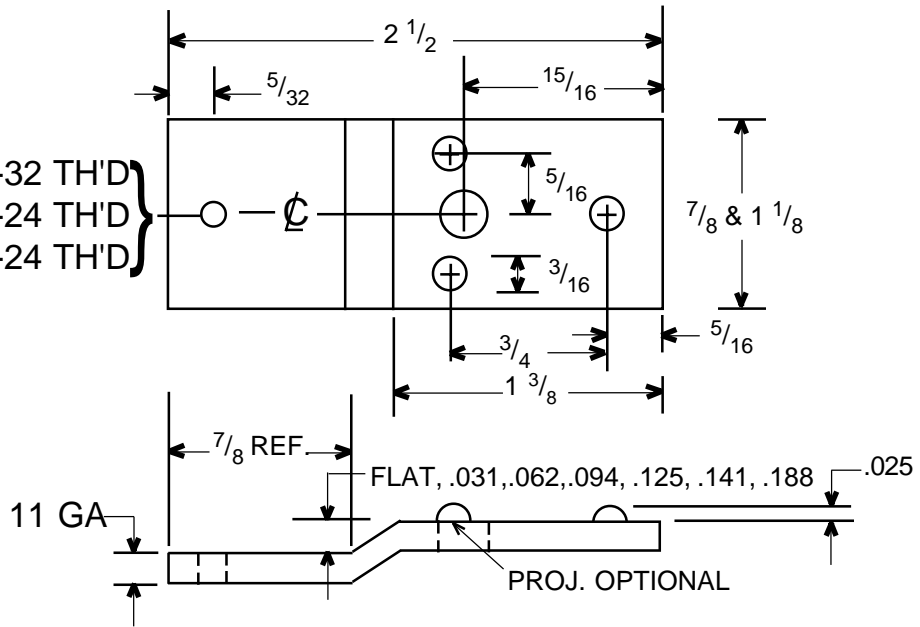 2 1/2
5/32
15/16
-32 TH'D
-24 TH'D
-24 TH'D
℄
5/16
7/8 & 1 1/8
3/16
5/16
3/4
1 3/8
7/8 REF.
FLAT, .031,.062,.094, .125, .141, .188
.025
11 GA
PROJ. OPTIONAL